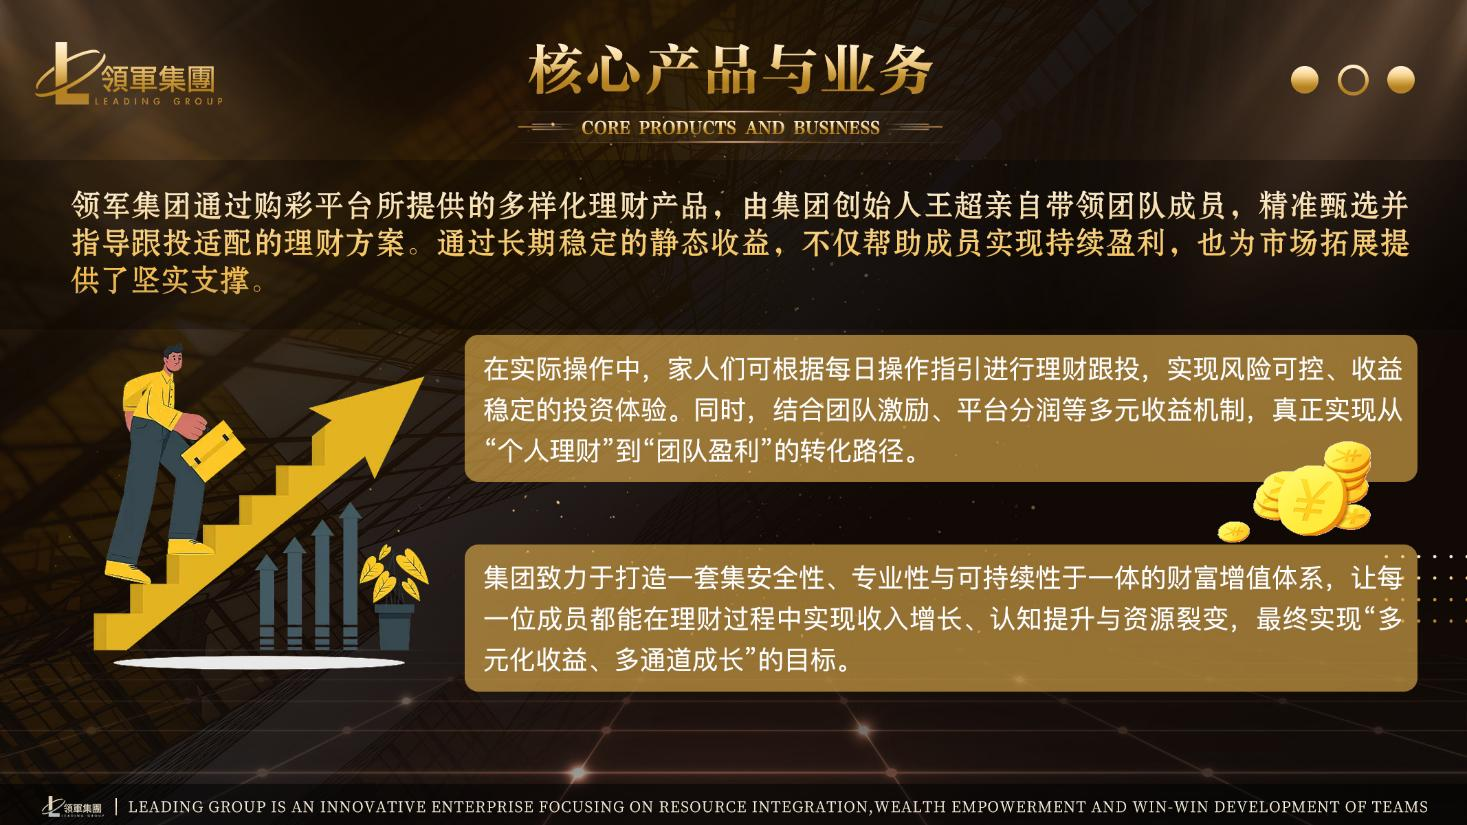 領軍集團
LEADING GROUP
核心产品与业务
CORE PRODUCTS AND BUSINESS
领军集团通过购彩平台所提供的多样化理财产品，由集团创始人王超亲自带领团队成员，精准甄选并
指导跟投适配的理财方案。通过长期稳定的静态收益，不仅帮助成员实现持续盈利，也为市场拓展提
供了坚实支撑。
在实际操作中，家人们可根据每日操作指引进行理财跟投，实现风险可控、收益
稳定的投资体验。同时，结合团队激励、平台分润等多元收益机制，真正实现从
“个人理财”到“团队盈利”的转化路径。
集团致力于打造一套集安全性、专业性与可持续性于一体的财富增值体系，让每
一位成员都能在理财过程中实现收入增长、认知提升与资源裂变，最终实现“多
元化收益、多通道成长”的目标。
領軍集團
LEADING GROUP
LEADING GROUP IS AN INNOVATIVE ENTERPRISE FOCUSING ON RESOURCE INTEGRATION,WEALTH EMPOWERMENT AND WIN-WIN DEVELOPMENT OF TEAMS